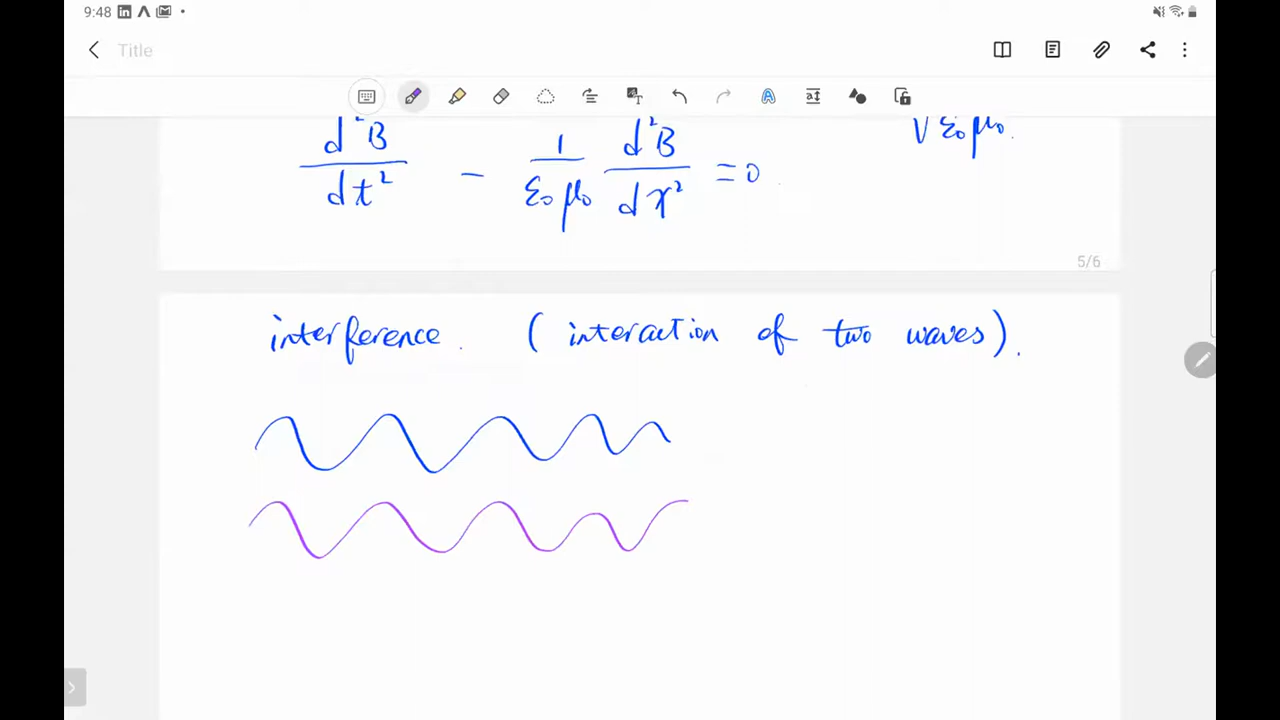 9:48
Title
d²B/dt² - 1/ε₀μ₀ d²B/dx² = 0
√ε₀μ₀.
5/6
interference. (interaction of two waves).